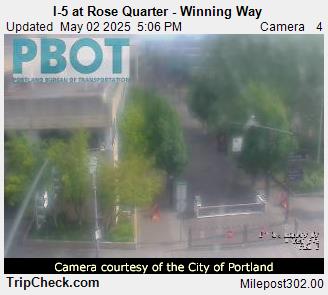 I-5 at Rose Quarter - Winning Way
Updated May 02 2025 5:06 PM Camera 4
PBOT
PORTLAND BUREAU OF TRANSPORTATION
Camera courtesy of the City of Portland
TripCheck.com Milepost302.00